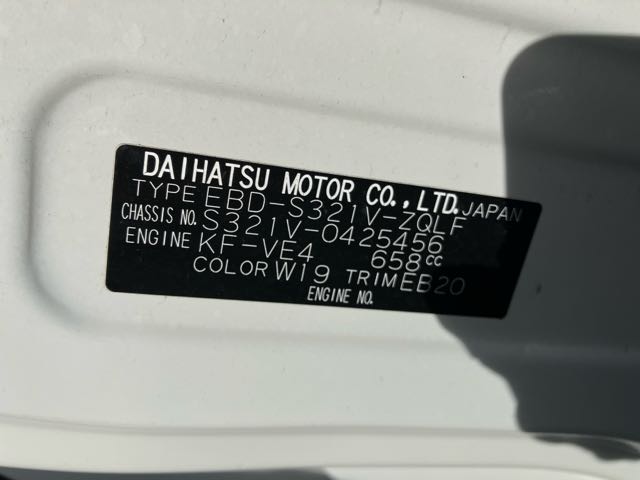 DAIHATSU MOTOR CO., LTD. JAPAN
TYPE EBD-S321V-ZQLF
CHASSIS NO. S321V-0425456
ENGINE KF-VE4 658cc
COLOR W19 TRIM EB20
ENGINE NO.